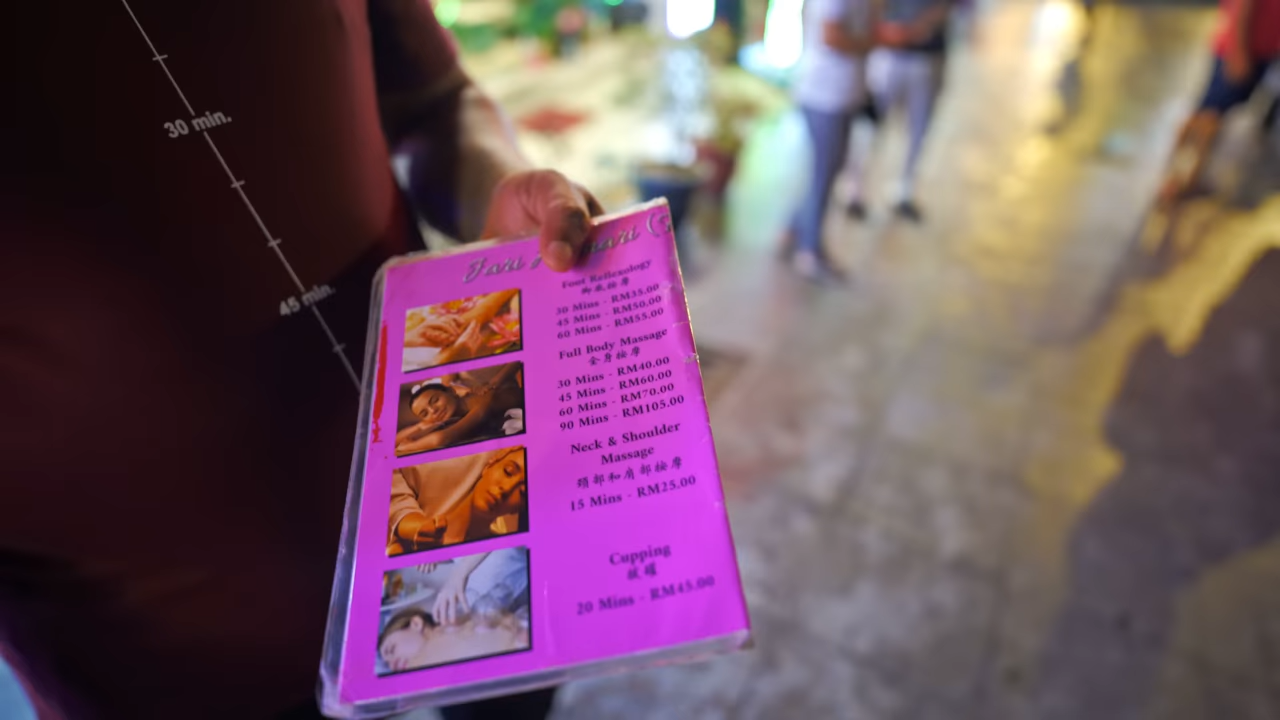 30 min.
45 min.
Foot Reflexology
脚底按摩
30 Mins - RM35.00
45 Mins - RM50.00
60 Mins - RM55.00
Full Body Massage
全身按摩
30 Mins - RM40.00
45 Mins - RM60.00
60 Mins - RM70.00
90 Mins - RM105.00
Neck & Shoulder
Massage
颈部和肩部按摩
15 Mins - RM25.00
Cupping
拔罐
20 Mins - RM45.00